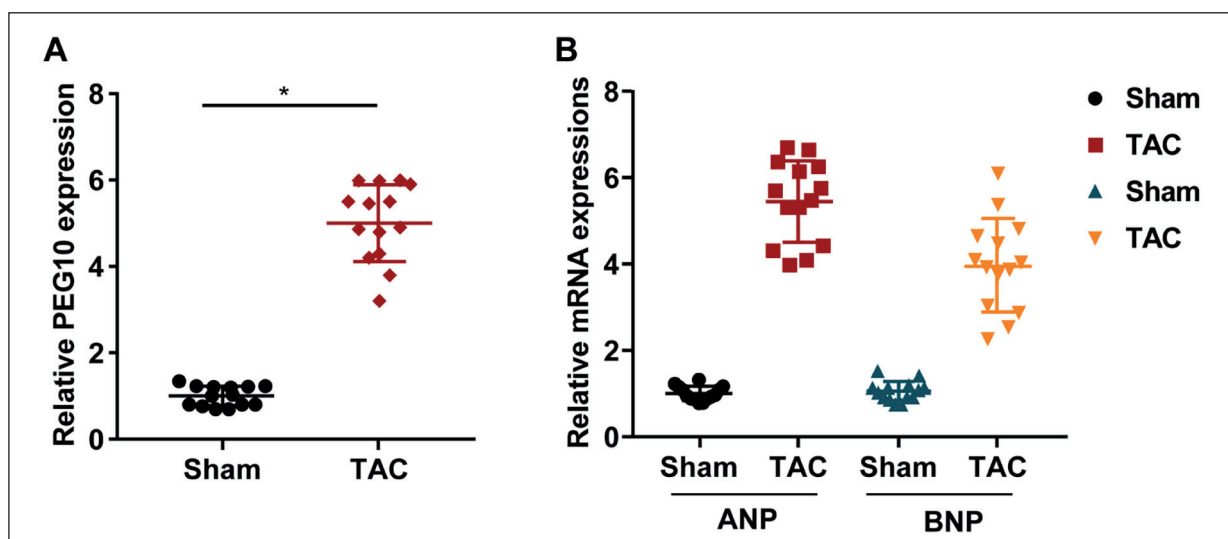 A
Relative PEG10 expression
8
6
4
2
0
*
Sham TAC
B
Relative mRNA expressions
8
6
4
2
0
Sham TAC Sham TAC
ANP BNP
Sham
TAC
Sham
TAC